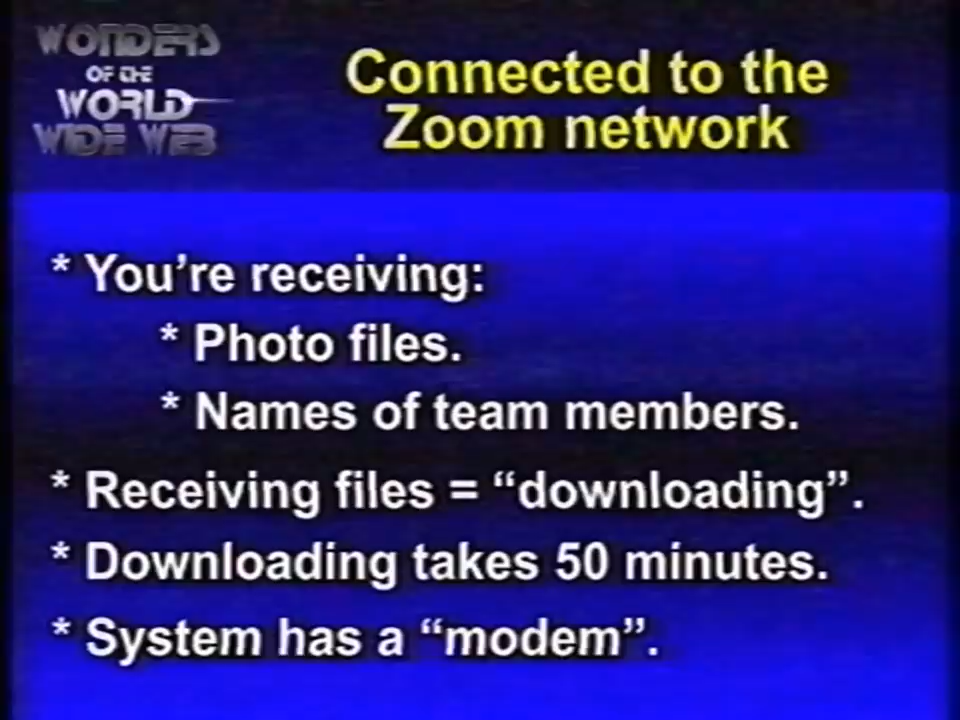 WONDERS
OF THE
WORLD
WIDE WEB
Connected to the
Zoom network
* You’re receiving:
* Photo files.
* Names of team members.
* Receiving files = “downloading”.
* Downloading takes 50 minutes.
* System has a “modem”.